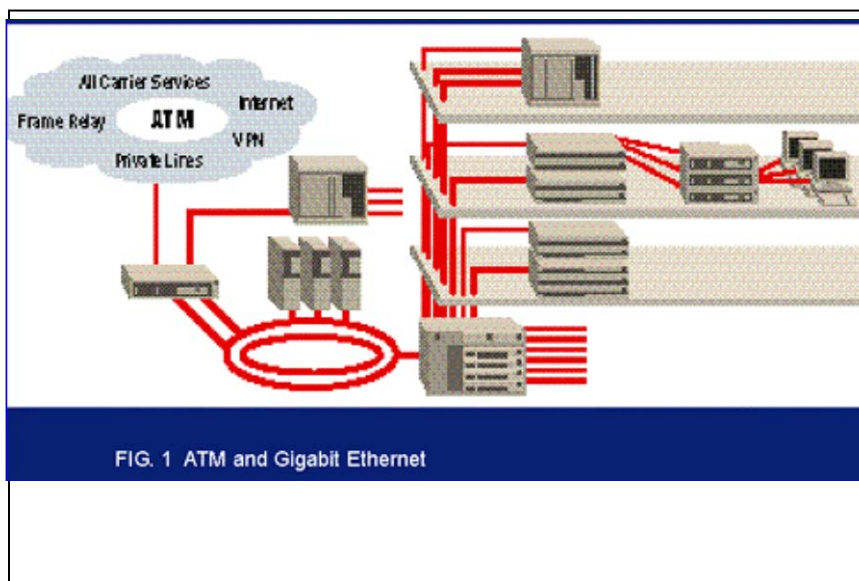 All Carrier Services
Internet
Frame Relay
ATM
VPN
Private Lines
FIG. 1 ATM and Gigabit Ethernet